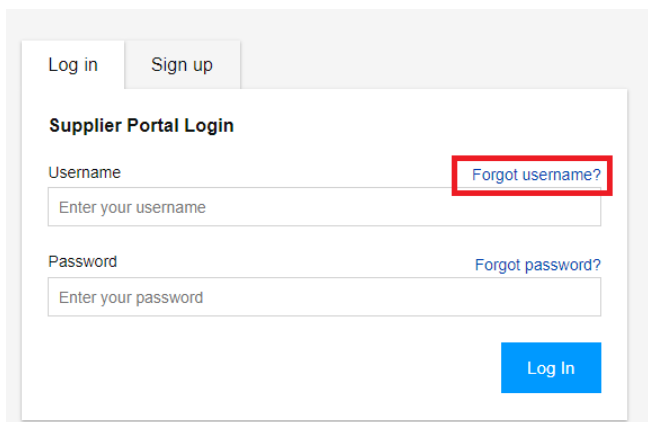 Log in Sign up
Supplier Portal Login
Username Forgot username?
Enter your username
Password Forgot password?
Enter your password
Log In